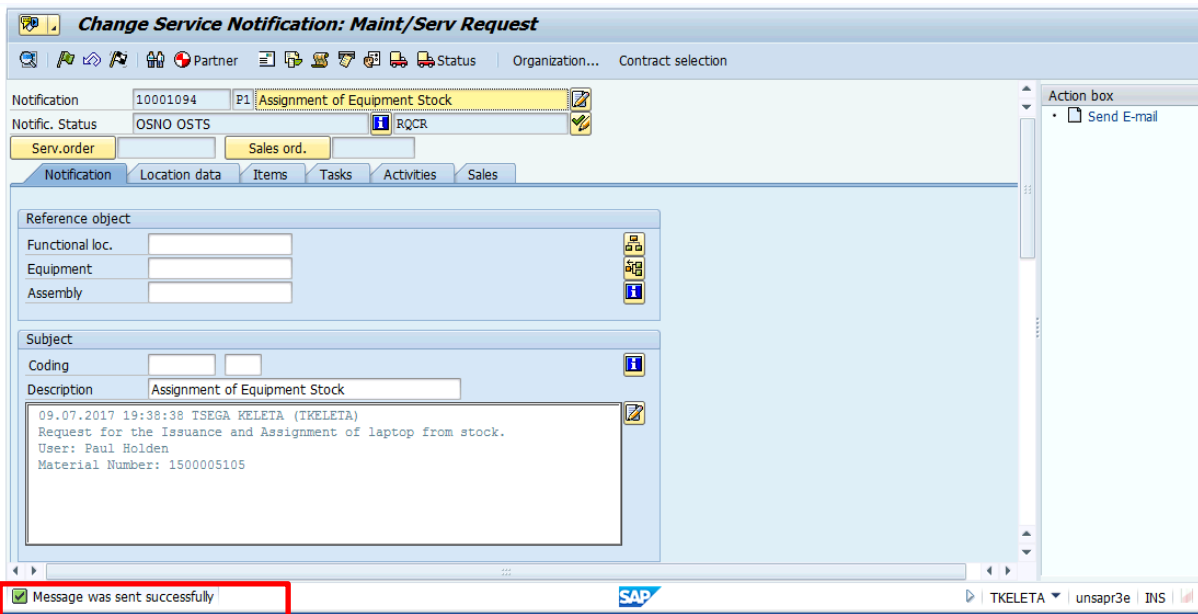 Change Service Notification: Maint/Serv Request
Partner Status Organization... Contract selection
Notification 10001094 P1 Assignment of Equipment Stock
Notific. Status OSNO OSTS RQCR
Serv.order Sales ord.
Notification Location data Items Tasks Activities Sales
Reference object
Functional loc.
Equipment
Assembly
Subject
Coding
Description Assignment of Equipment Stock
09.07.2017 19:38:38 TSEGA KELETA (TKELETA)
Request for the Issuance and Assignment of laptop from stock.
User: Paul Holden
Material Number: 1500005105
Action box
Send E-mail
Message was sent successfully
SAP
TKELETA unsapr3e INS